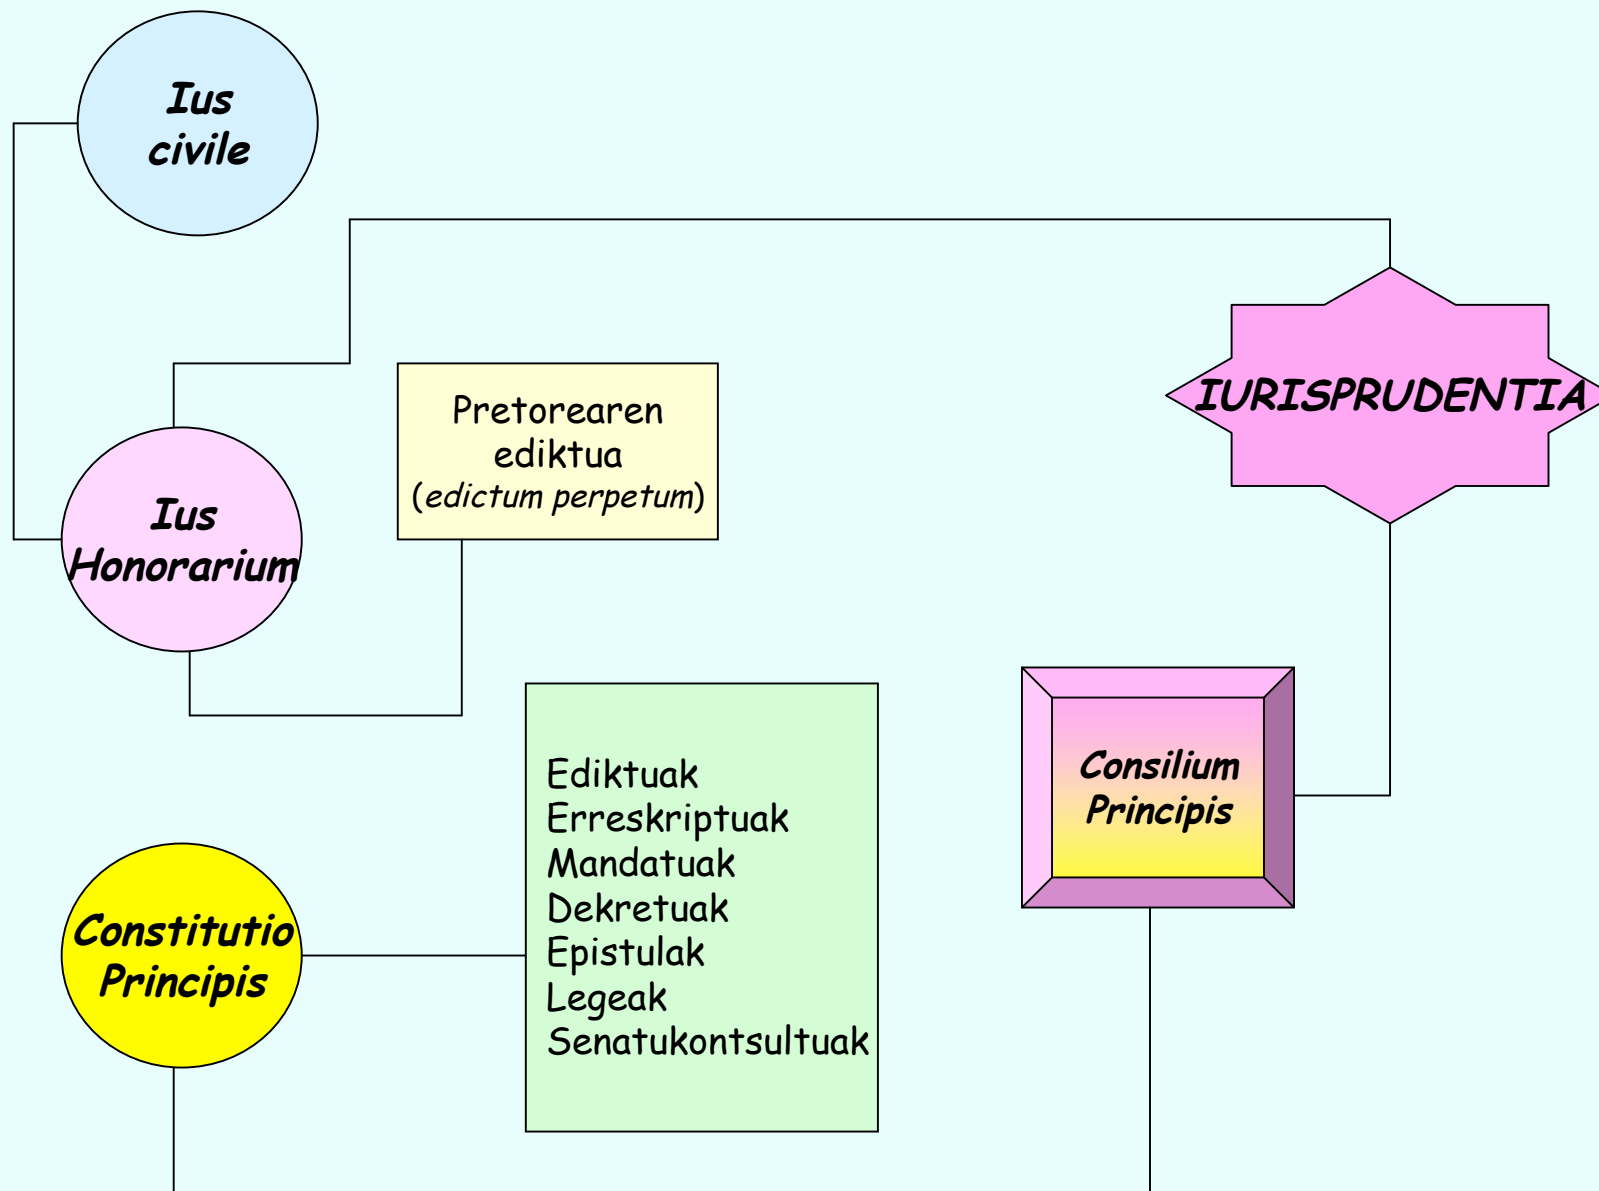 Ius
civile
IURISPRUDENTIA
Pretorearen
ediktua
(edictum perpetum)
Ius
Honorarium
Consilium
Principis
Ediktuak
Erreskriptuak
Mandatuak
Dekretuak
Epistulak
Legeak
Senatukontsultuak
Constitutio
Principis